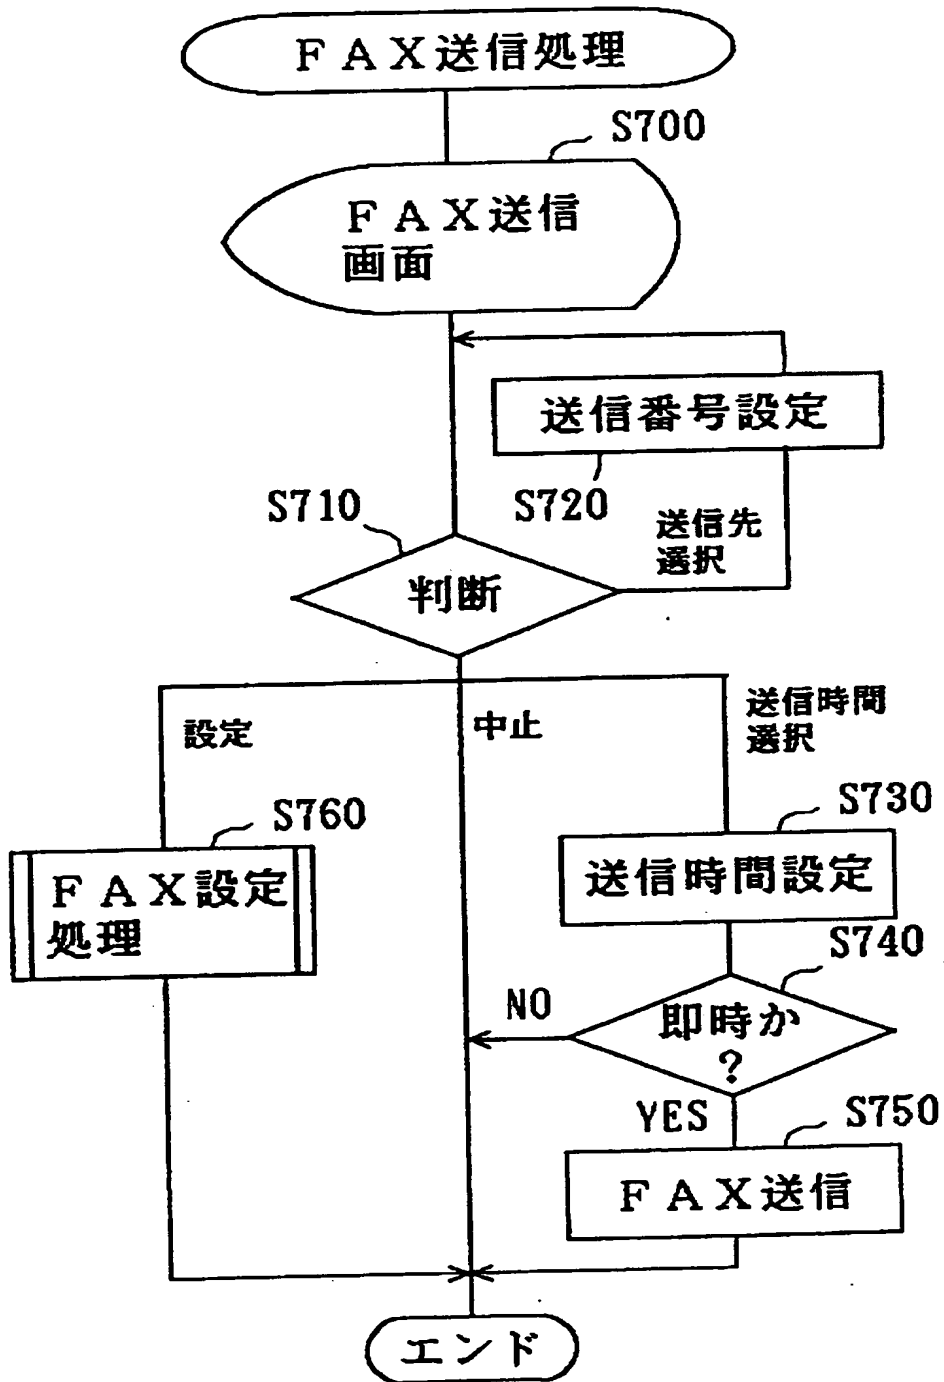 FAX送信処理
S700
FAX送信
画面
送信番号設定
S720
S710
送信先
選択
判断
設定
中止
送信時間
選択
S760
FAX設定
処理
S730
送信時間設定
S740
即時か
?
NO
YES
S750
FAX送信
エンド